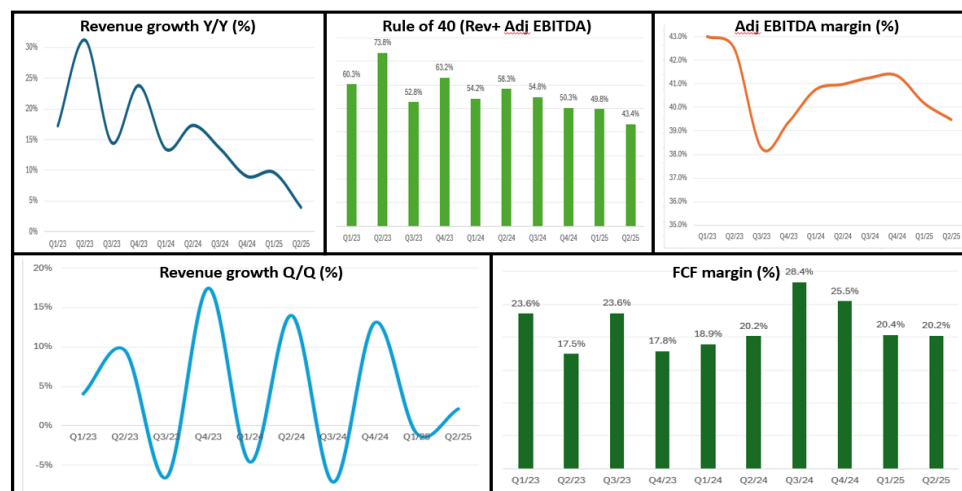 Revenue growth Y/Y (%)
30%
25%
20%
15%
10%
5%
0%
Q1/23 Q2/23 Q3/23 Q4/23 Q1/24 Q2/24 Q3/24 Q4/24 Q1/25 Q2/25
Rule of 40 (Rev+ Adj EBITDA)
60.3% 73.8% 52.8% 63.2% 54.2% 58.3% 54.8% 50.3% 49.8% 43.4%
Q1/23 Q2/23 Q3/23 Q4/23 Q1/24 Q2/24 Q3/24 Q4/24 Q1/25 Q2/25
Adj EBITDA margin (%)
43.0%
42.0%
41.0%
40.0%
39.0%
38.0%
37.0%
36.0%
35.0%
Q1/23 Q2/23 Q3/23 Q4/23 Q1/24 Q2/24 Q3/24 Q4/24 Q1/25 Q2/25
Revenue growth Q/Q (%)
20%
15%
10%
5%
0%
-5%
Q1/23 Q2/23 Q3/23 Q4/23 Q1/24 Q2/24 Q3/24 Q4/24 Q1/25 Q2/25
FCF margin (%)
23.6% 17.5% 23.6% 17.8% 18.9% 20.2% 28.4% 25.5% 20.4% 20.2%
Q1/23 Q2/23 Q3/23 Q4/23 Q1/24 Q2/24 Q3/24 Q4/24 Q1/25 Q2/25